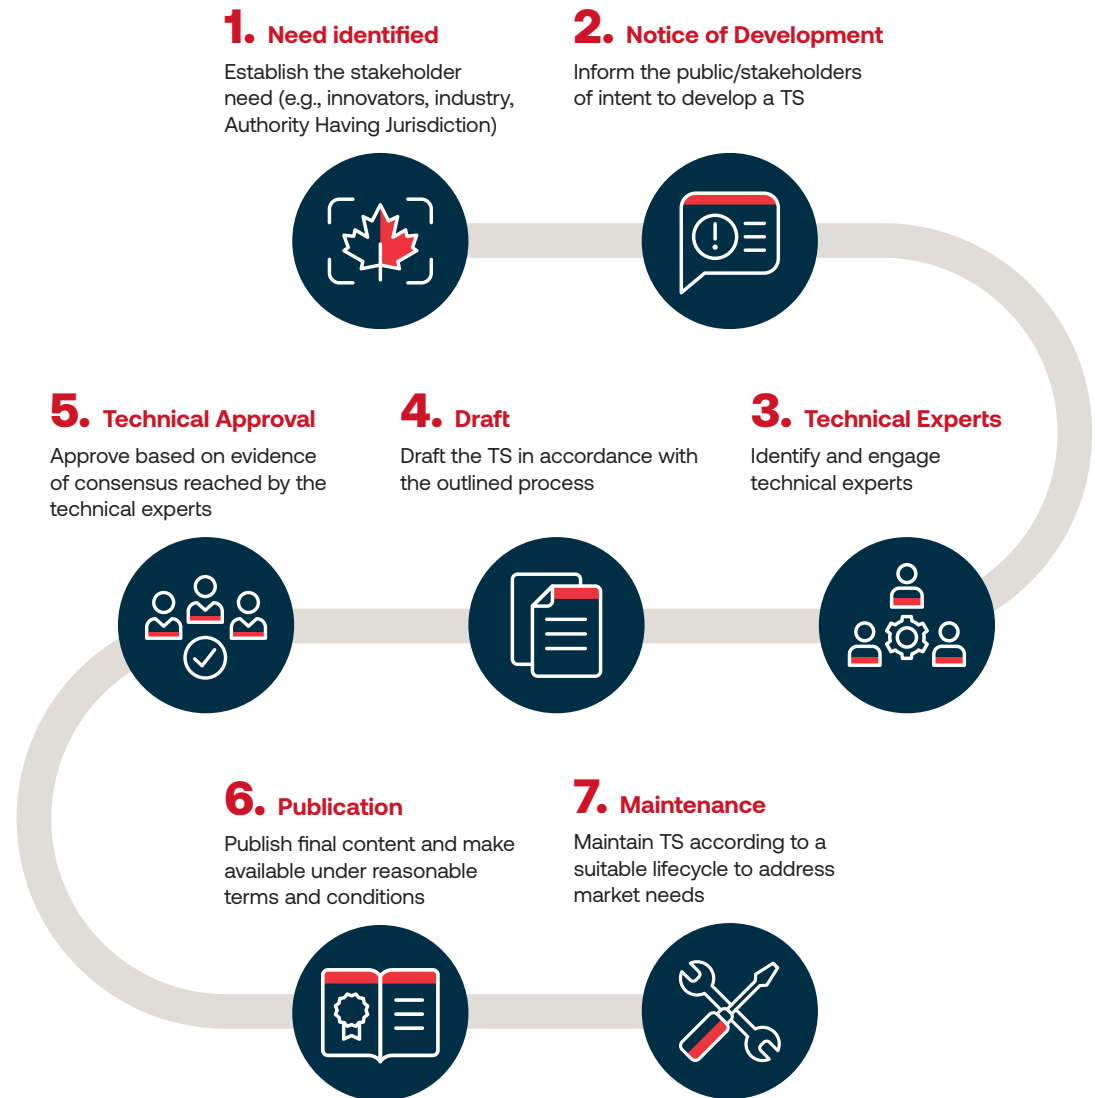 1. Need identified
Establish the stakeholder
need (e.g., innovators, industry,
Authority Having Jurisdiction)
2. Notice of Development
Inform the public/stakeholders
of intent to develop a TS
3. Technical Experts
Identify and engage
technical experts
4. Draft
Draft the TS in accordance with
the outlined process
5. Technical Approval
Approve based on evidence
of consensus reached by the
technical experts
6. Publication
Publish final content and make
available under reasonable
terms and conditions
7. Maintenance
Maintain TS according to a
suitable lifecycle to address
market needs